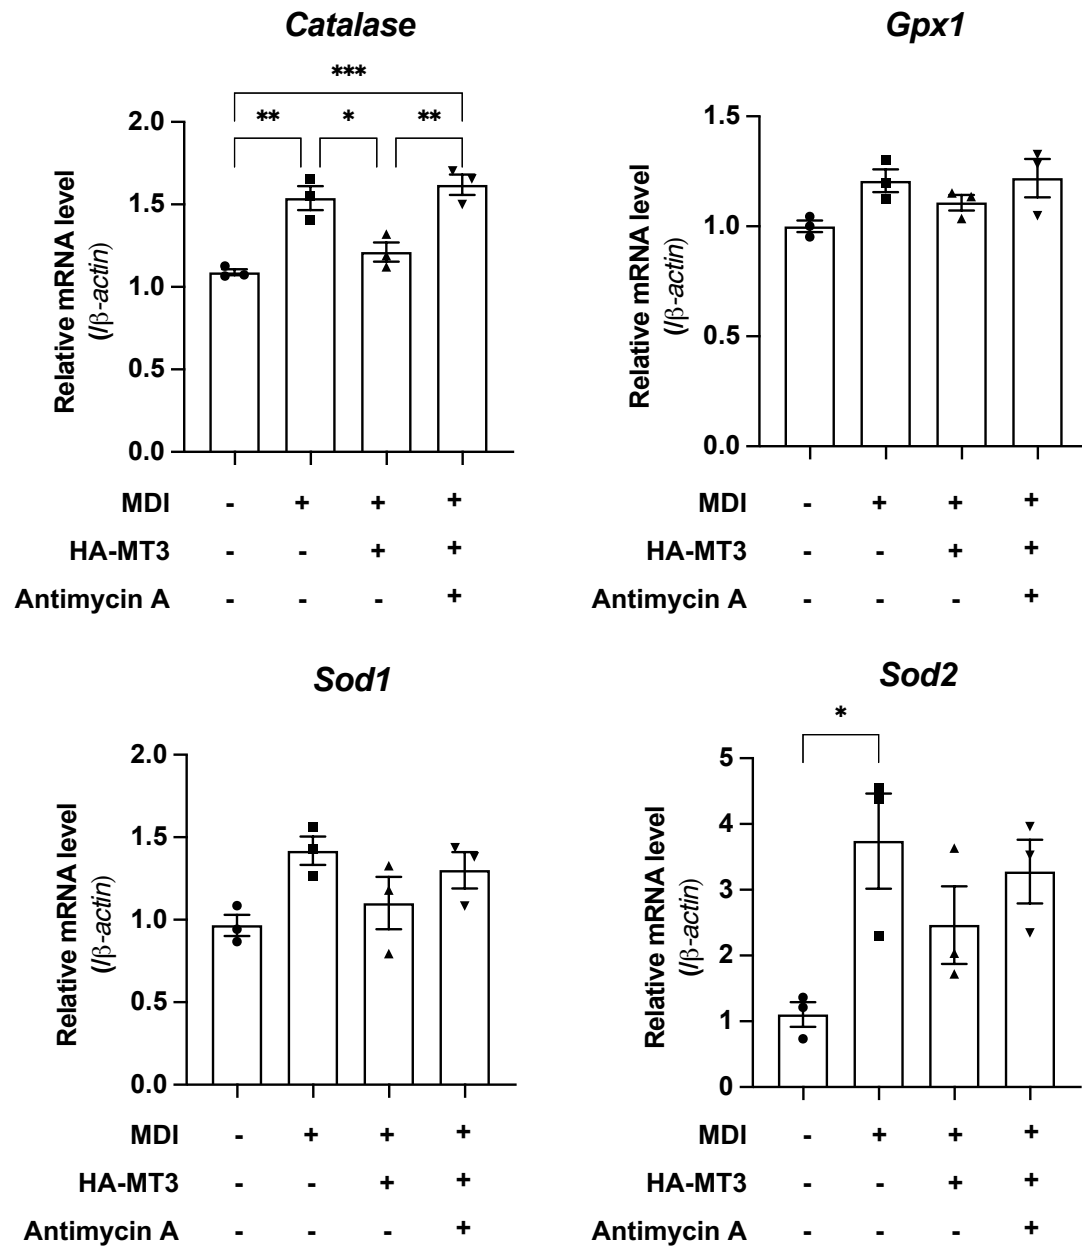 Catalase
***
** * **
2.0
1.5
1.0
0.5
0.0
Relative mRNA level
(/β-actin)
MDI - + + +
HA-MT3 - - + +
Antimycin A - - - +
Gpx1
1.5
1.0
0.5
0.0
Relative mRNA level
(/β-actin)
MDI - + + +
HA-MT3 - - + +
Antimycin A - - - +
Sod1
2.0
1.5
1.0
0.5
0.0
Relative mRNA level
(/β-actin)
MDI - + + +
HA-MT3 - - + +
Antimycin A - - - +
Sod2
*
5
4
3
2
1
0
Relative mRNA level
(/β-actin)
MDI - + + +
HA-MT3 - - + +
Antimycin A - - - +